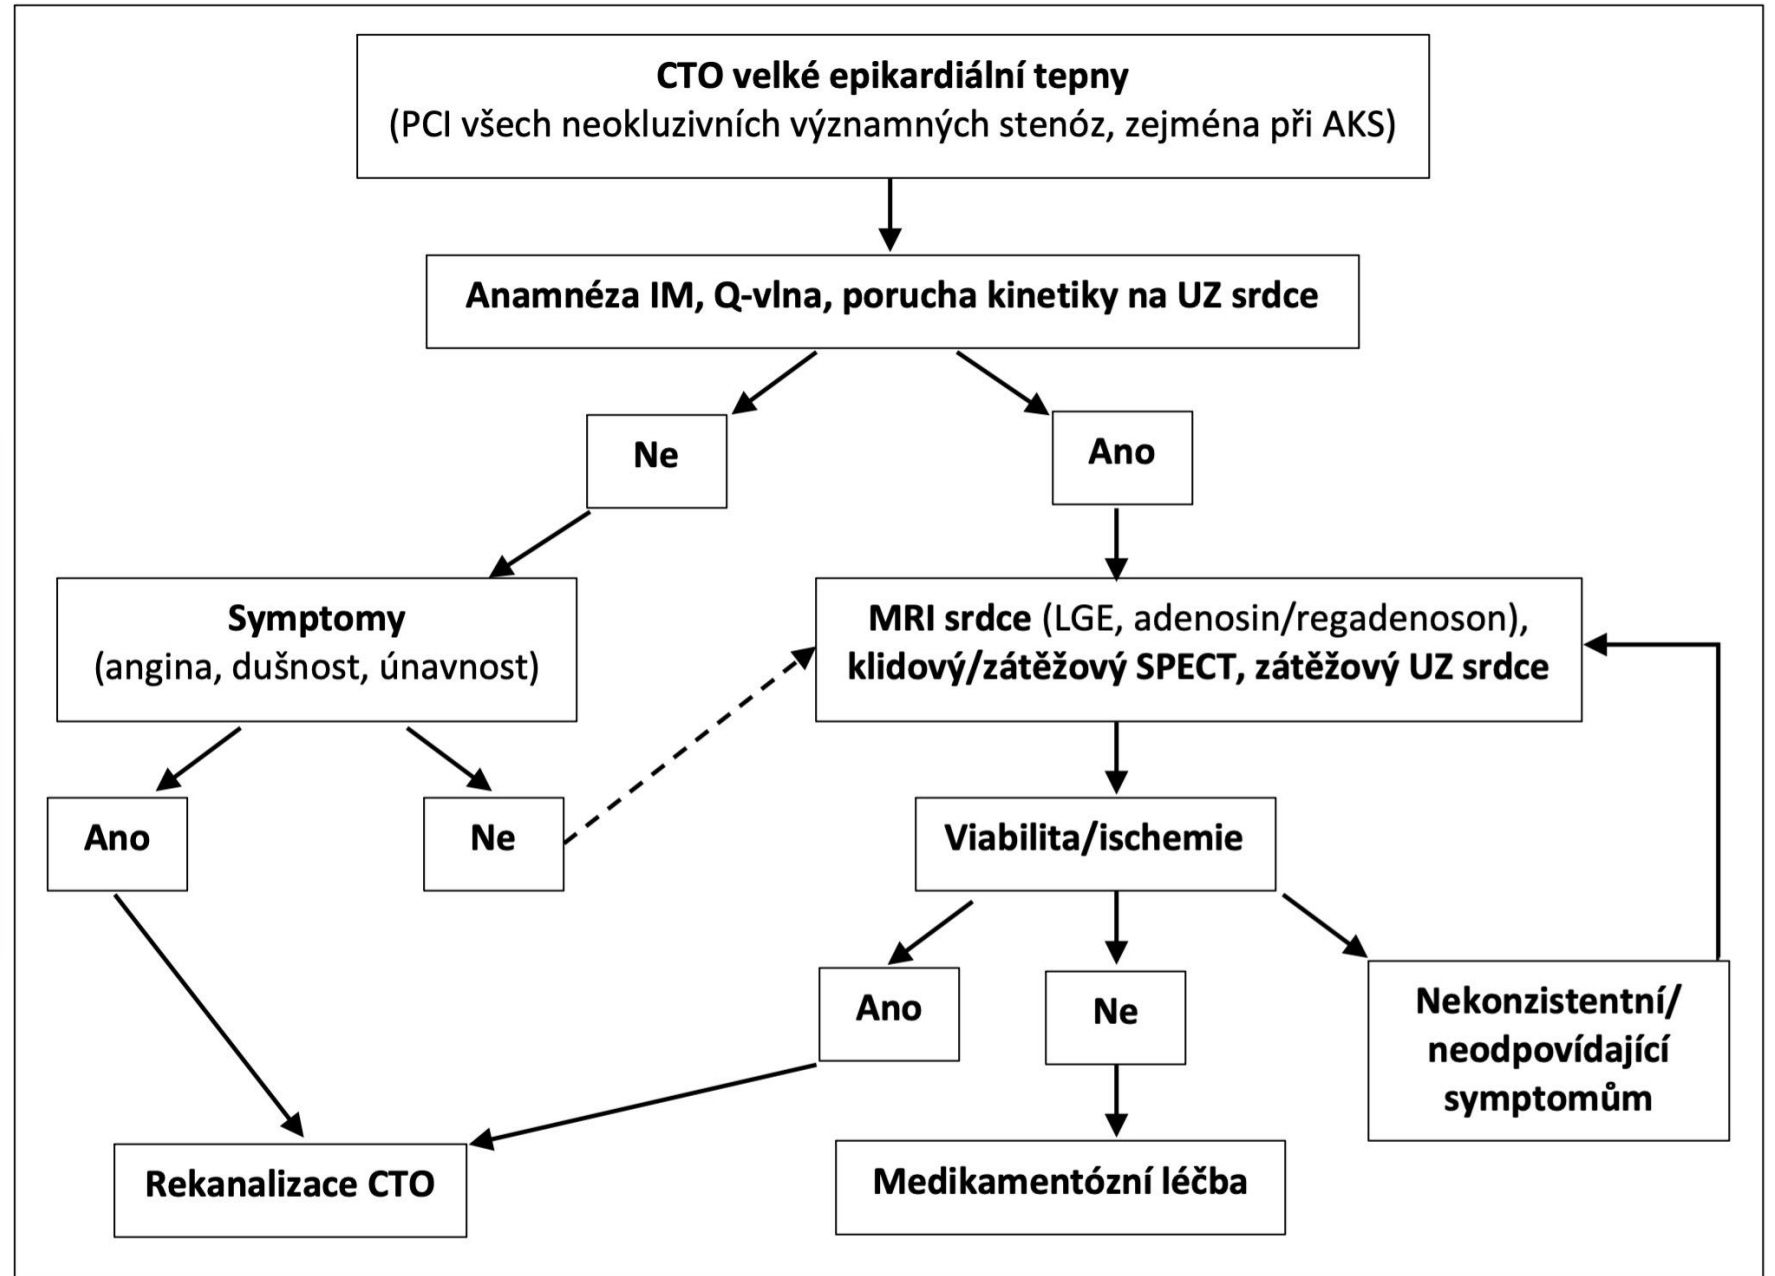 CTO velké epikardiální tepny
(PCI všech neokluzivních významných stenóz, zejména při AKS)
Anamnéza IM, Q-vlna, porucha kinetiky na UZ srdce
Ne
Ano
Symptomy
(angina, dušnost, únavnost)
MRI srdce (LGE, adenosin/regadenoson),
klidový/zátěžový SPECT, zátěžový UZ srdce
Ano
Ne
Viabilita/ischemie
Ano
Ne
Nekonzistentní/
neodpovídající
symptomům
Rekanalizace CTO
Medikamentózní léčba